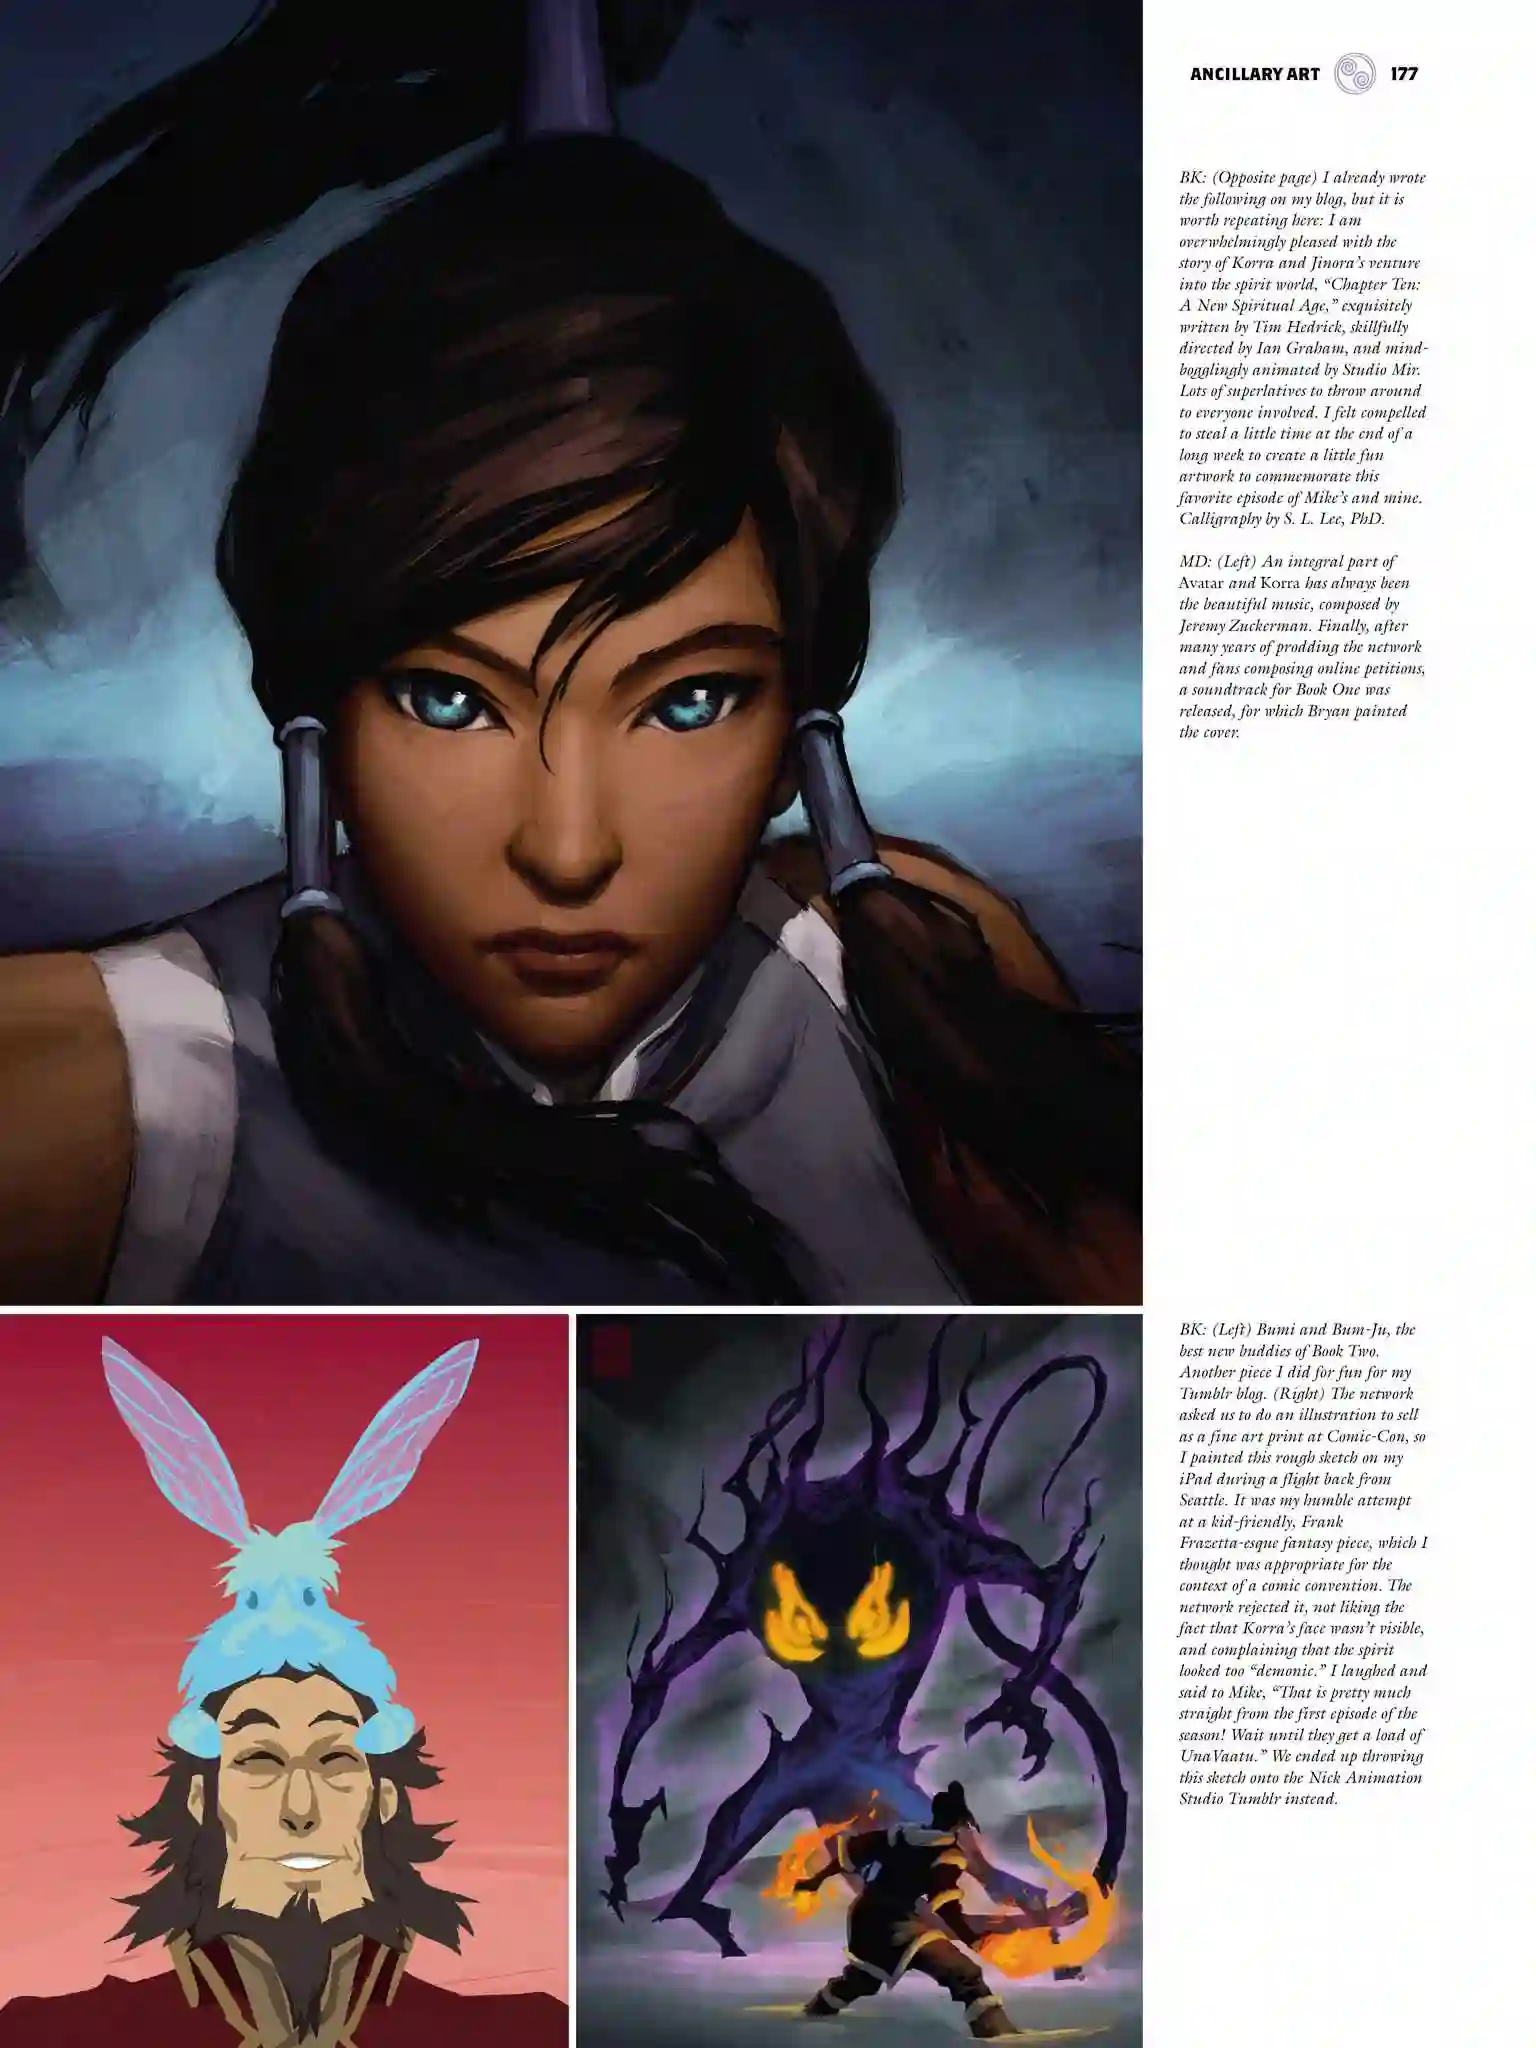 ANCILLARY ART 177
BK: (Opposite page) I already wrote
the following on my blog, but it is
worth repeating here: I am
overwhelmingly pleased with the
story of Korra and Jinora's venture
into the spirit world, “Chapter Ten:
A New Spiritual Age,” exquisitely
written by Tim Hedrick, skillfully
directed by Ian Graham, and mind-
bogglingly animated by Studio Mir.
Lots of superlatives to throw around
to everyone involved. I felt compelled
to steal a little time at the end of a
long week to create a little fun
artwork to commemorate this
favorite episode of Mike's and mine.
Calligraphy by S. L. Lee, PhD.
MD: (Left) An integral part of
Avatar and Korra has always been
the beautiful music, composed by
Jeremy Zuckerman. Finally, after
many years of prodding the network
and fans composing online petitions,
a soundtrack for Book One was
released, for which Bryan painted
the cover.
BK: (Left) Bumi and Bum-Ju, the
best new buddies of Book Two.
Another piece I did for fun for my
Tumblr blog. (Right) The network
asked us to do an illustration to sell
as a fine art print at Comic-Con, so
I painted this rough sketch on my
iPad during a flight back from
Seattle. It was my humble attempt
at a kid-friendly, Frank
Frazetta-esque fantasy piece, which I
thought was appropriate for the
context of a comic convention. The
network rejected it, not liking the
fact that Korra's face wasn't visible,
and complaining that the spirit
looked too “demonic.” I laughed and
said to Mike, “That is pretty much
straight from the first episode of the
season! Wait until they get a load of
UnaVaatu.” We ended up throwing
this sketch onto the Nick Animation
Studio Tumblr instead.